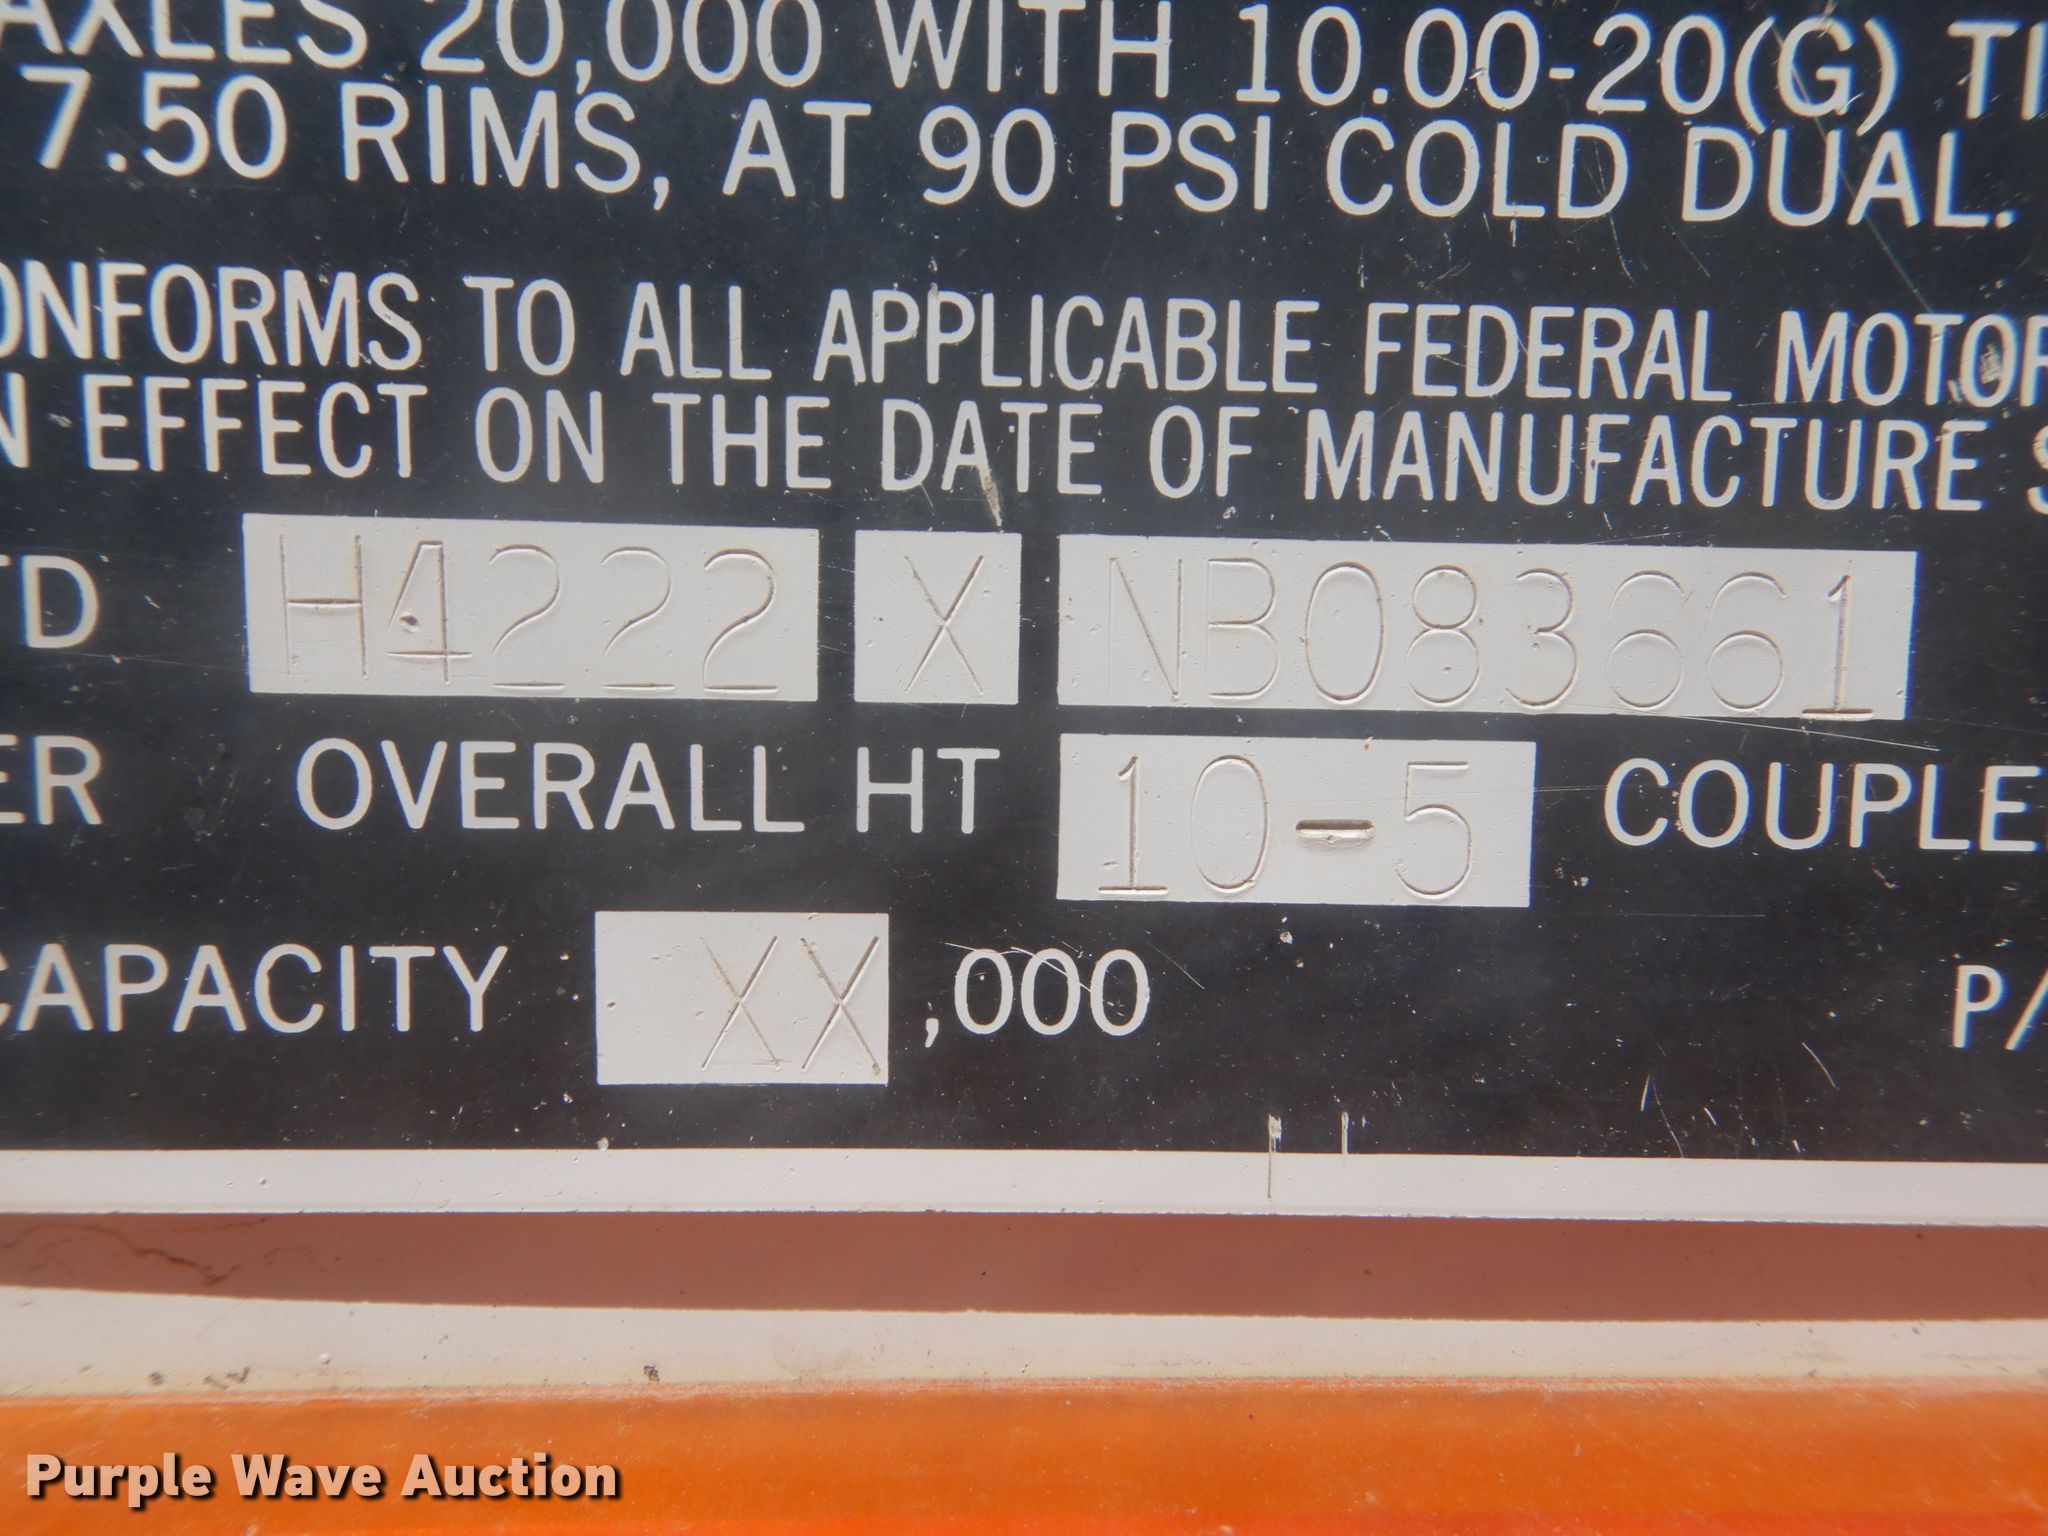 AXLES 20,000 WITH 10.00-20(G) TI
7.50 RIMS, AT 90 PSI COLD DUAL.
ONFORMS TO ALL APPLICABLE FEDERAL MOTOR
N EFFECT ON THE DATE OF MANUFACTURE S
TD H4222 X NB083661
ER OVERALL HT 10-5 COUPLE
CAPACITY XX ,000 P/
Purple Wave Auction